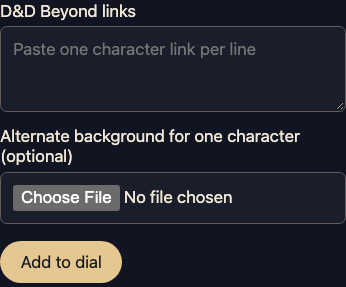 D&D Beyond links
Paste one character link per line
Alternate background for one character
(optional)
Choose File No file chosen
Add to dial